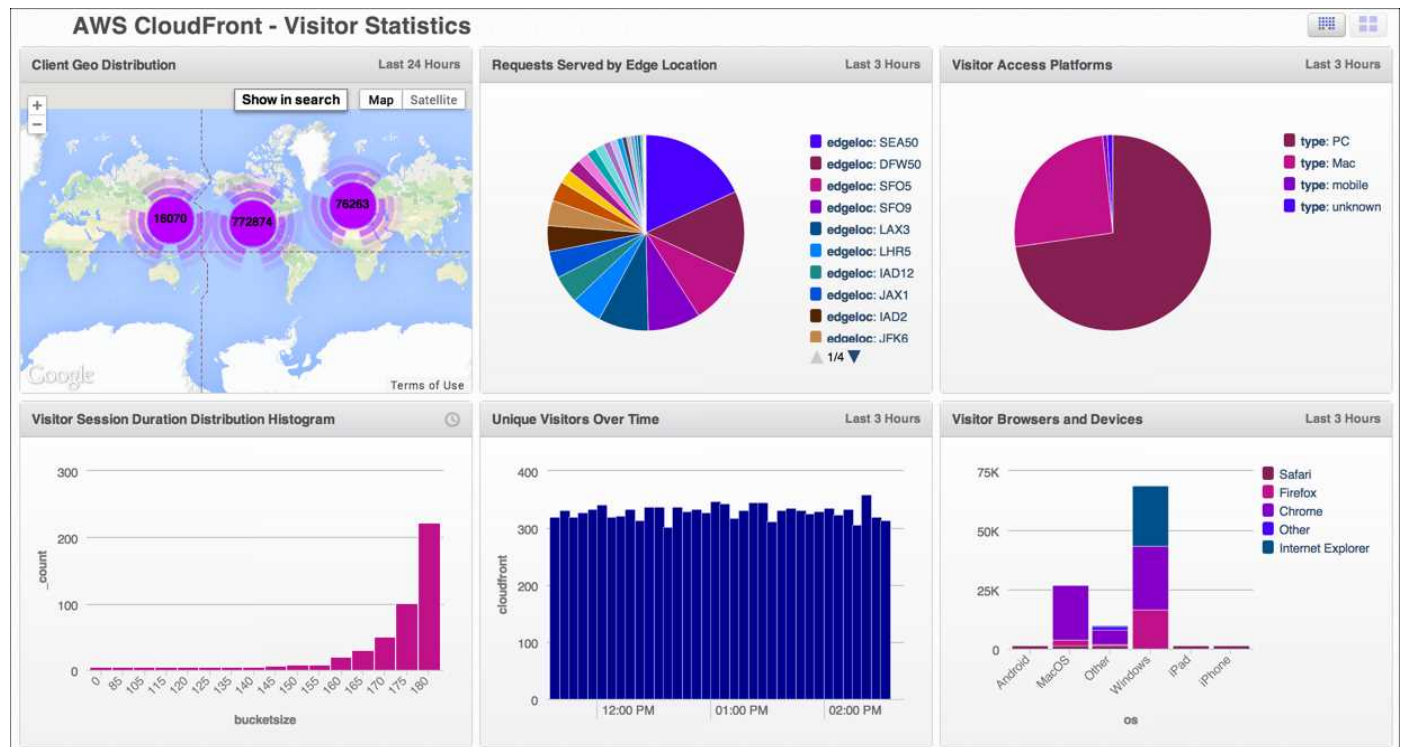 AWS CloudFront - Visitor Statistics
Client Geo Distribution
Last 24 Hours
+
−
Show in search
Map
Satellite
16070
772874
76263
Google
Terms of Use
Requests Served by Edge Location
Last 3 Hours
edgeloc: SEA50
edgeloc: DFW50
edgeloc: SFO5
edgeloc: SFO9
edgeloc: LAX3
edgeloc: LHR5
edgeloc: IAD12
edgeloc: JAX1
edgeloc: IAD2
edgeloc: JFK6
1/4
Visitor Access Platforms
Last 3 Hours
type: PC
type: Mac
type: mobile
type: unknown
Visitor Session Duration Distribution Histogram
300
200
100
0
_count
0 85 105 115 120 125 135 140 145 150 155 160 165 170 175 180
bucketsize
Unique Visitors Over Time
Last 3 Hours
400
300
200
100
0
cloudfront
12:00 PM 01:00 PM 02:00 PM
Visitor Browsers and Devices
Last 3 Hours
75K
50K
25K
0
Android MacOS Other Windows iPad iPhone
os
Safari
Firefox
Chrome
Other
Internet Explorer